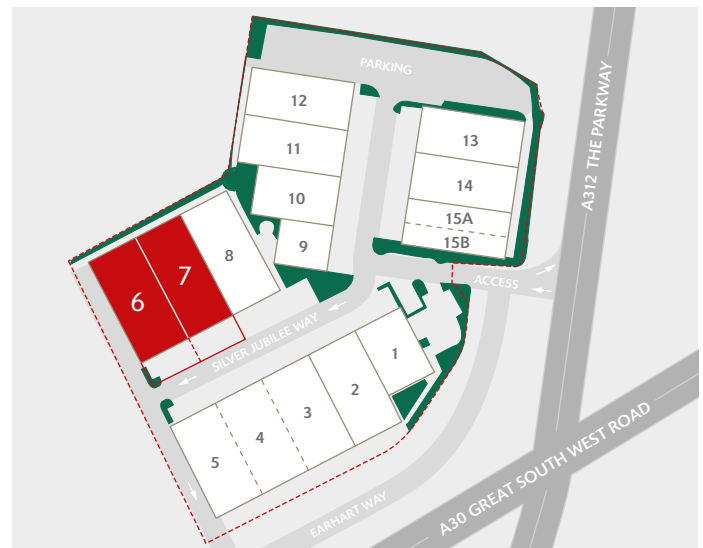 PARKING
12
11
10
9
13
14
15A
15B
8
7
6
ACCESS
SILVER JUBILEE WAY
1
2
3
4
5
EARHART WAY
A312 THE PARKWAY
A30 GREAT SOUTH WEST ROAD